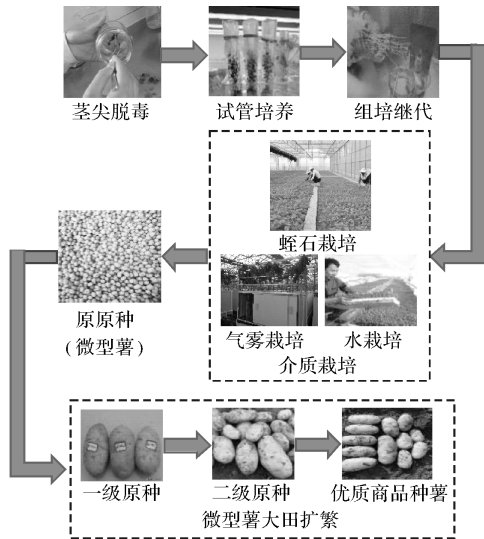 茎尖脱毒
试管培养
组培继代
蛭石栽培
气雾栽培
水栽培
介质栽培
原原种
(微型薯)
一级原种
二级原种
优质商品种薯
微型薯大田扩繁